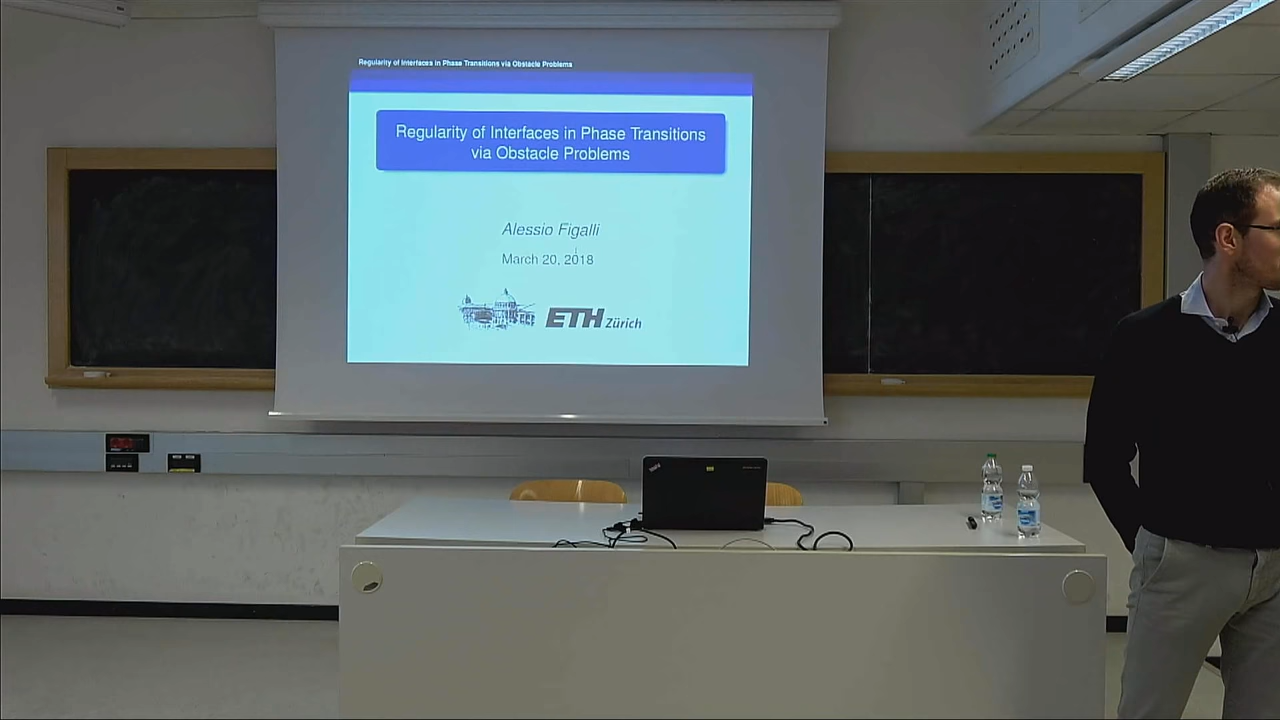 Regularity of Interfaces in Phase Transitions via Obstacle Problems
Regularity of Interfaces in Phase Transitions
via Obstacle Problems
Alessio Figalli
March 20, 2018
ETH Zürich